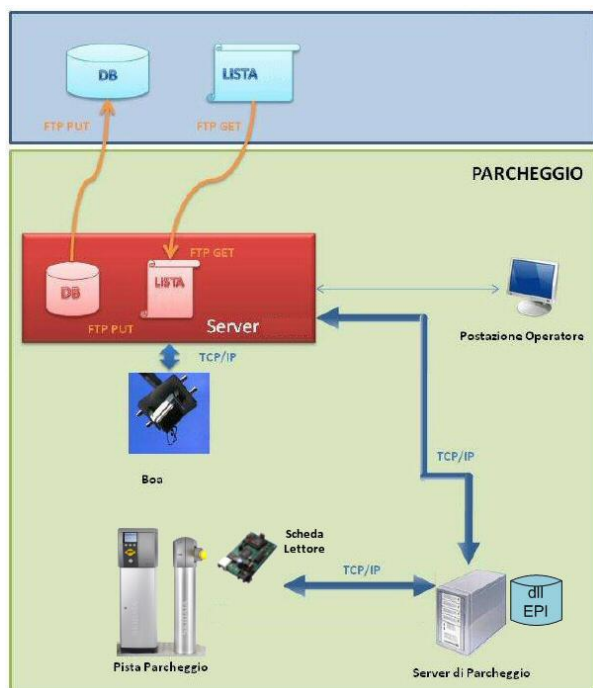 DB
LISTA
FTP PUT
FTP GET
PARCHEGGIO
FTP GET
DB
LISTA
FTP PUT
Server
Postazione Operatore
TCP/IP
Boa
TCP/IP
Scheda
Lettore
TCP/IP
dll
EPI
Pista Parcheggio
Server di Parcheggio